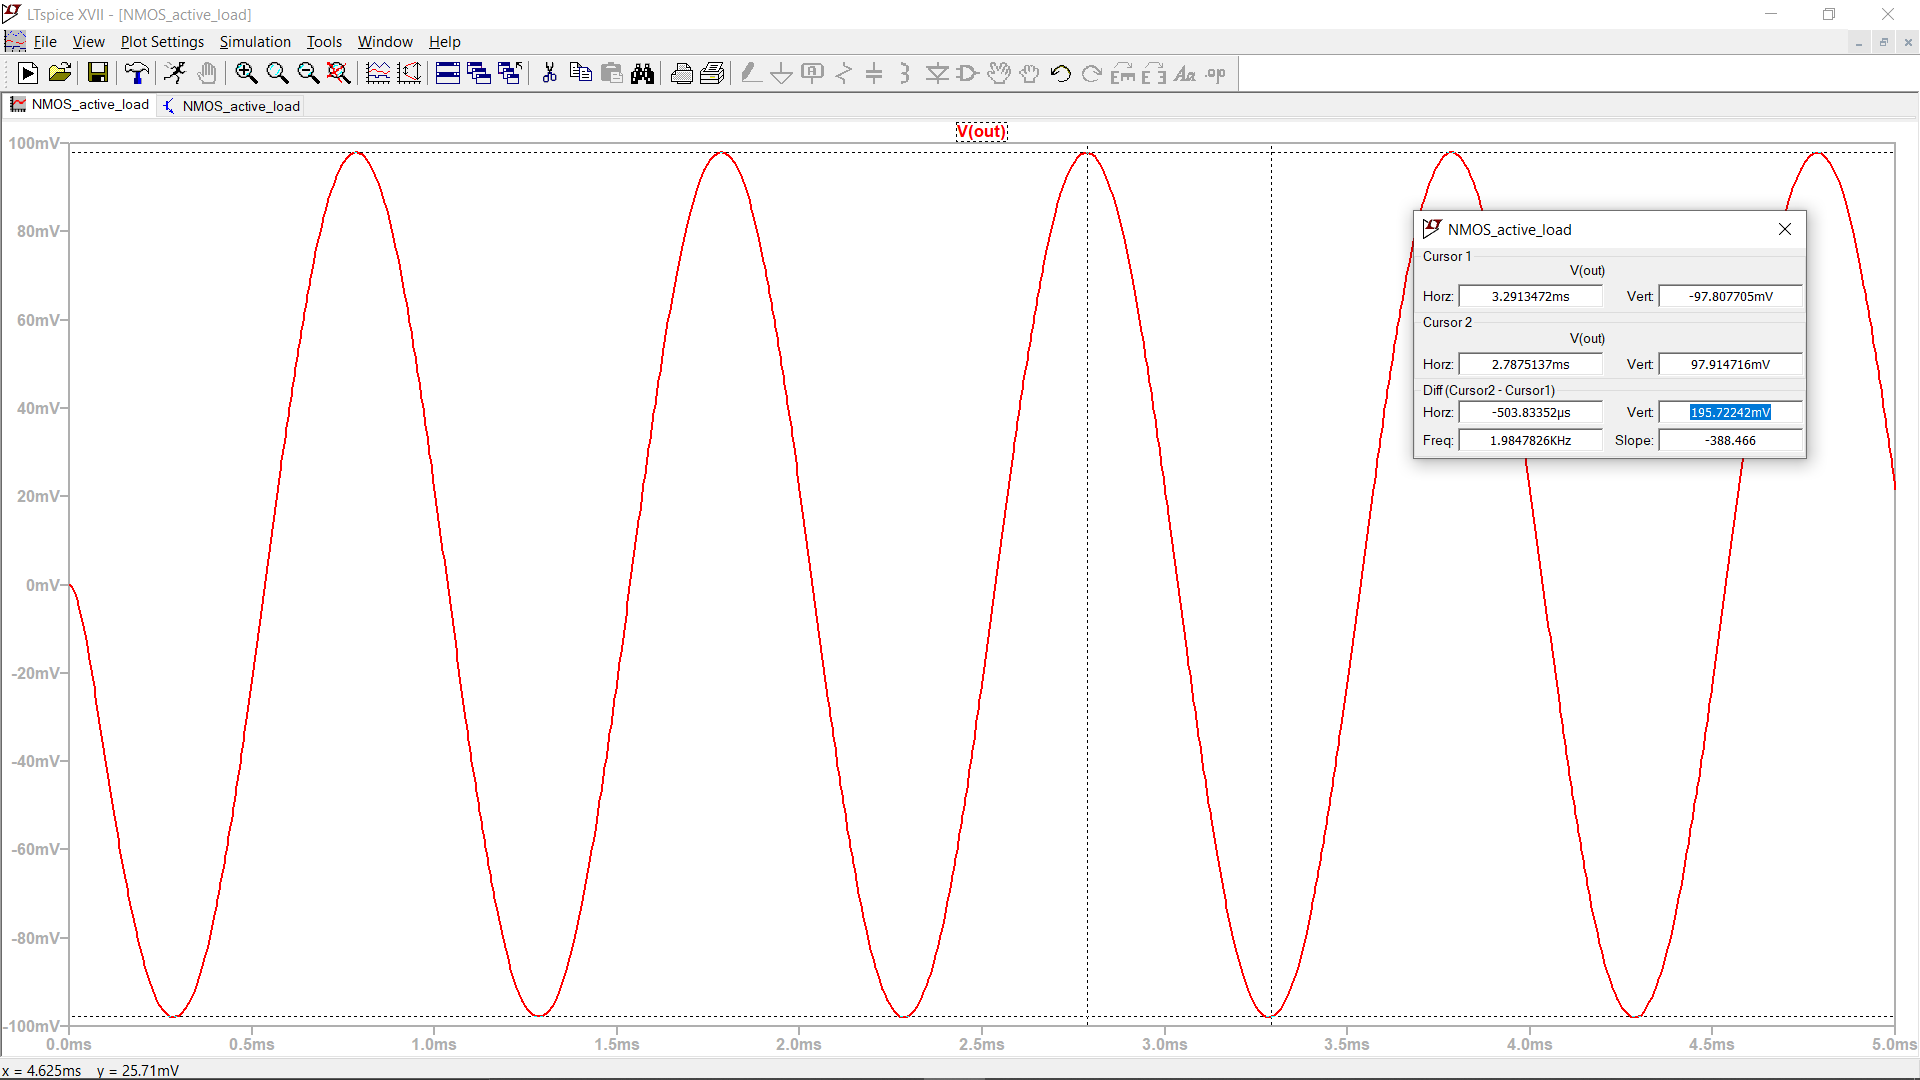 LTspice XVII - [NMOS_active_load]
File View Plot Settings Simulation Tools Window Help
NMOS_active_load NMOS_active_load
V(out)
100mV
80mV
60mV
40mV
20mV
0mV
-20mV
-40mV
-60mV
-80mV
-100mV
0.0ms 0.5ms 1.0ms 1.5ms 2.0ms 2.5ms 3.0ms 3.5ms 4.0ms 4.5ms 5.0ms
NMOS_active_load
Cursor 1
V(out)
Horz: 3.2913472ms Vert: -97.807705mV
Cursor 2
V(out)
Horz: 2.7875137ms Vert: 97.914716mV
Diff (Cursor2 - Cursor1)
Horz: -503.83352µs Vert: 195.72242mV
Freq: 1.9847826KHz Slope: -388.466
x = 4.625ms y = 25.71mV